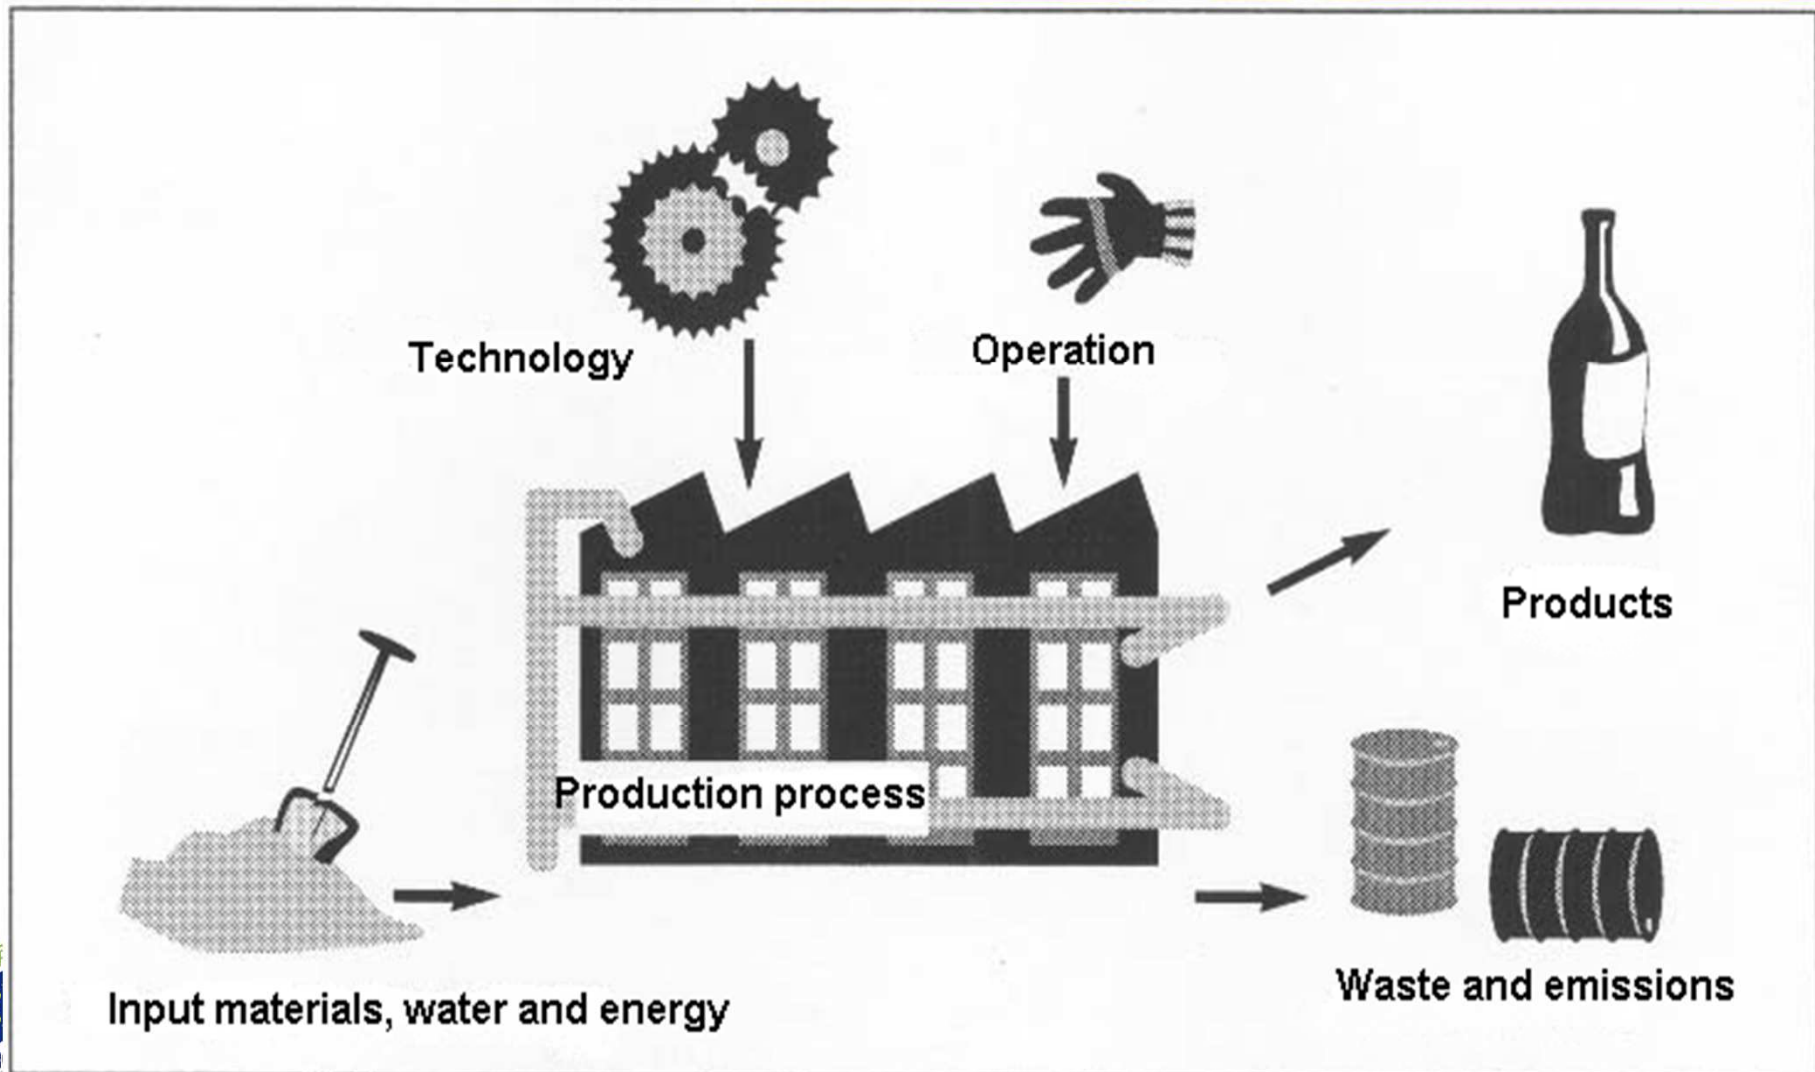 Technology
Operation
Products
Production process
Waste and emissions
Input materials, water and energy